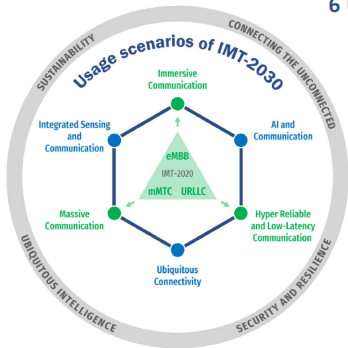 6
SUSTAINABILITY
CONNECTING THE UNCONNECTED
Usage scenarios of IMT-2030
Immersive
Communication
Integrated Sensing
and
Communication
AI and
Communication
eMBB
IMT-2020
mMTC URLLC
Massive
Communication
Hyper Reliable
and Low-Latency
Communication
Ubiquitous
Connectivity
UBIQUITOUS INTELLIGENCE
SECURITY AND RESILIENCE